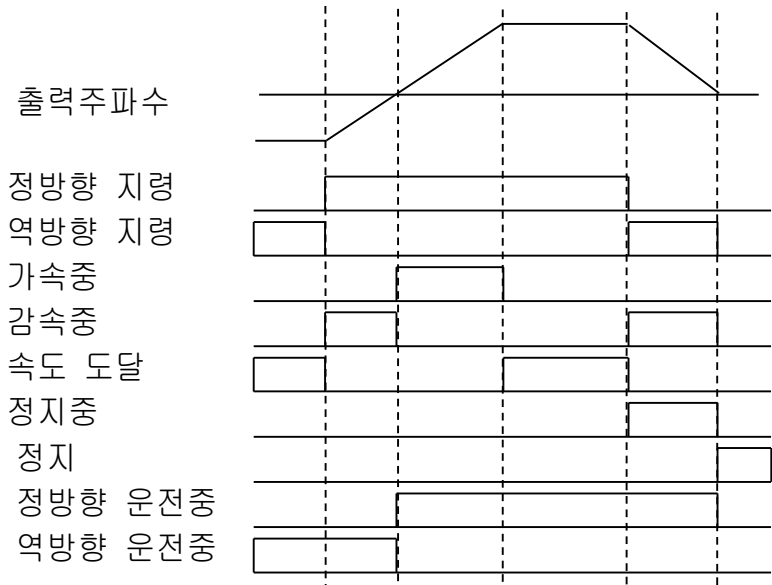 출력주파수
정방향 지령
역방향 지령
가속중
감속중
속도 도달
정지중
정지
정방향 운전중
역방향 운전중